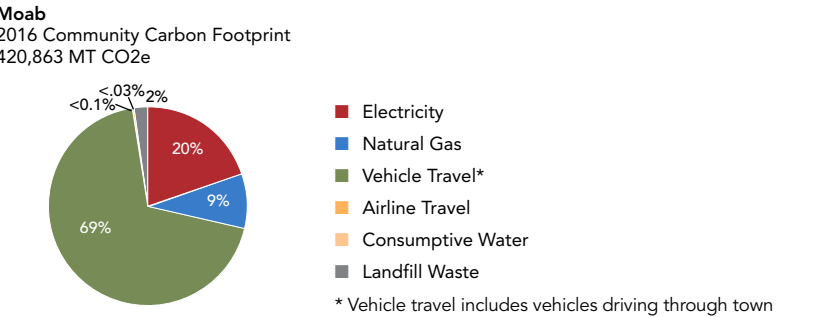 Moab
2016 Community Carbon Footprint
420,863 MT CO2e
<.03%
2%
<0.1%
20%
9%
69%
Electricity
Natural Gas
Vehicle Travel*
Airline Travel
Consumptive Water
Landfill Waste
* Vehicle travel includes vehicles driving through town